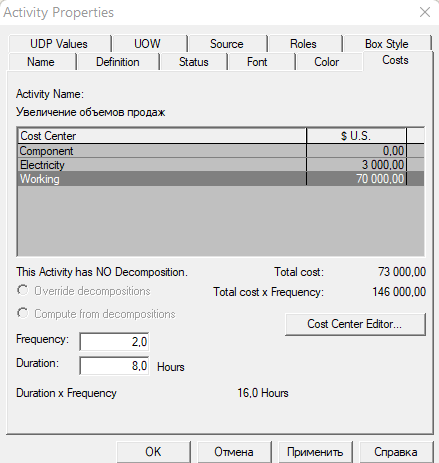 Activity Properties
UDP Values UOW Source Roles Box Style
Name Definition Status Font Color Costs
Activity Name:
Увеличение объемов продаж
Cost Center $ U.S.
Component 0,00
Electricity 3 000,00
Working 70 000,00
This Activity has NO Decomposition. Total cost: 73 000,00
Override decompositions Total cost x Frequency: 146 000,00
Compute from decompositions
Cost Center Editor...
Frequency: 2,0
Duration: 8,0 Hours
Duration x Frequency 16,0 Hours
OK Отмена Применить Справка